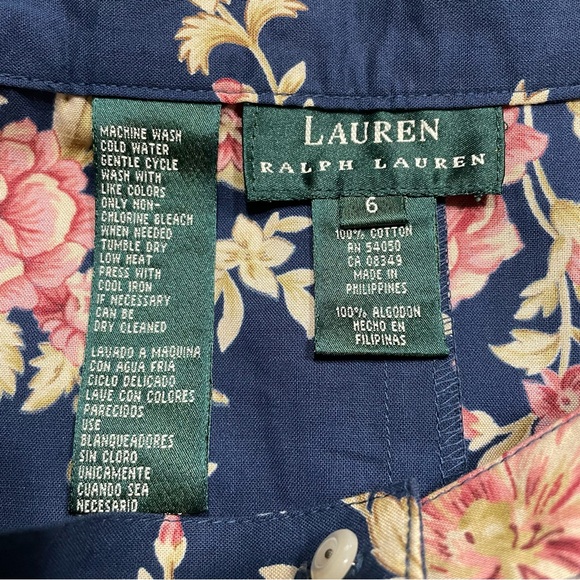 MACHINE WASH
COLD WATER
GENTLE CYCLE
WASH WITH
LIKE COLORS
ONLY NON-
CHLORINE BLEACH
WHEN NEEDED
TUMBLE DRY
LOW HEAT
PRESS WITH
COOL IRON
IF NECESSARY
CAN BE
DRY CLEANED
LAVADO A MAQUINA
CON AGUA FRIA
CICLO DELICADO
LAVE CON COLORES
PARECIDOS
USE
BLANQUEADORES
SIN CLORO
UNICAMENTE
CUANDO SEA
NECESARIO
LAUREN
RALPH LAUREN
6
100% COTTON
RN 54050
CA 08349
MADE IN
PHILIPPINES
100% ALGODON
HECHO EN
FILIPINAS